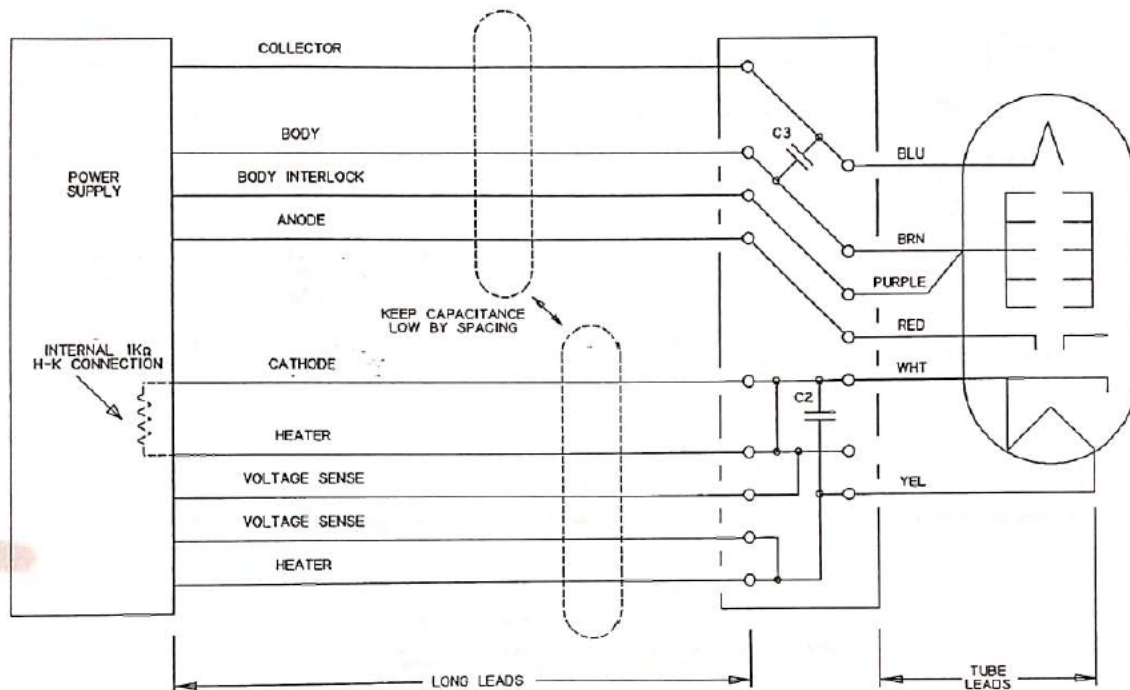 COLLECTOR
BODY
POWER
SUPPLY
BODY INTERLOCK
ANODE
KEEP CAPACITANCE
LOW BY SPACING
INTERNAL 1KΩ
H-K CONNECTION
CATHODE
HEATER
VOLTAGE SENSE
VOLTAGE SENSE
HEATER
C3
C2
BLU
BRN
PURPLE
RED
WHT
YEL
LONG LEADS
TUBE
LEADS